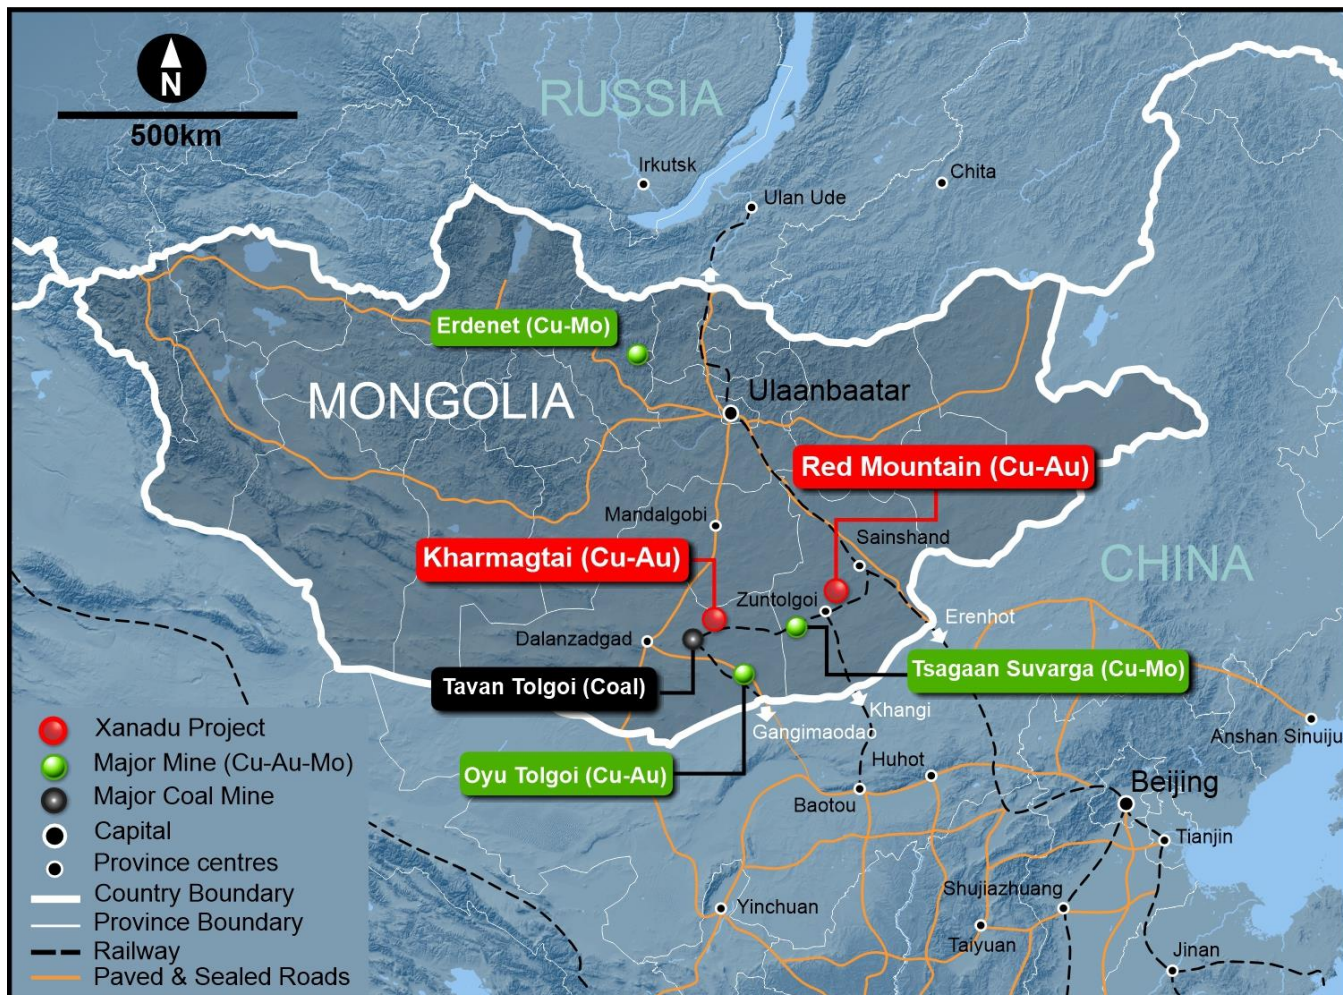 N
500km
RUSSIA
Irkutsk
Chita
Ulan Ude
Erdenet (Cu-Mo)
MONGOLIA
Ulaanbaatar
Red Mountain (Cu-Au)
Mandalgobi
Sainshand
Kharmagtai (Cu-Au)
CHINA
Zuntolgoi
Erenhot
Dalanzadgad
Tsagaan Suvarga (Cu-Mo)
Tavan Tolgoi (Coal)
Khangi
Gangimaodao
Anshan Sinuiju
Oyu Tolgoi (Cu-Au)
Huhot
Beijing
Baotou
Tianjin
Shujiazhuang
Yinchuan
Taiyuan
Jinan
Xanadu Project
Major Mine (Cu-Au-Mo)
Major Coal Mine
Capital
Province centres
Country Boundary
Province Boundary
Railway
Paved & Sealed Roads